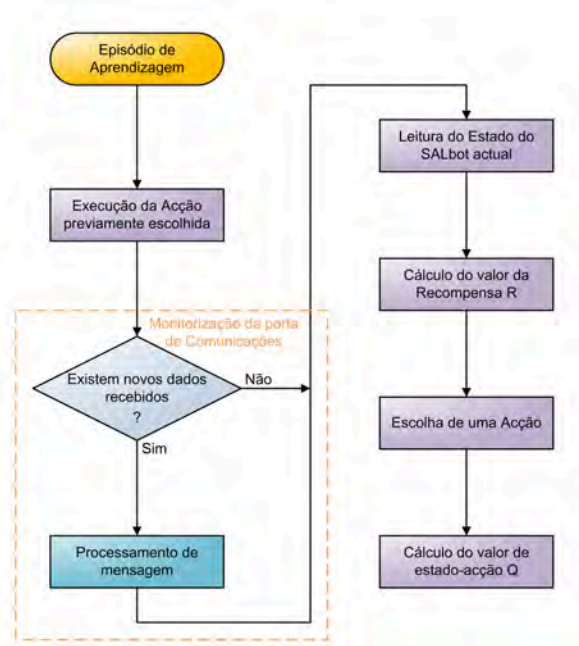 Episódio de
Aprendizagem
Execução da Acção
previamente escolhida
Monitorização da porta
de Comunicações
Existem novos dados
recebidos
?
Não
Sim
Processamento de
mensagem
Leitura do Estado do
SALbot actual
Cálculo do valor da
Recompensa R
Escolha de uma Acção
Cálculo do valor de
estado-acção Q